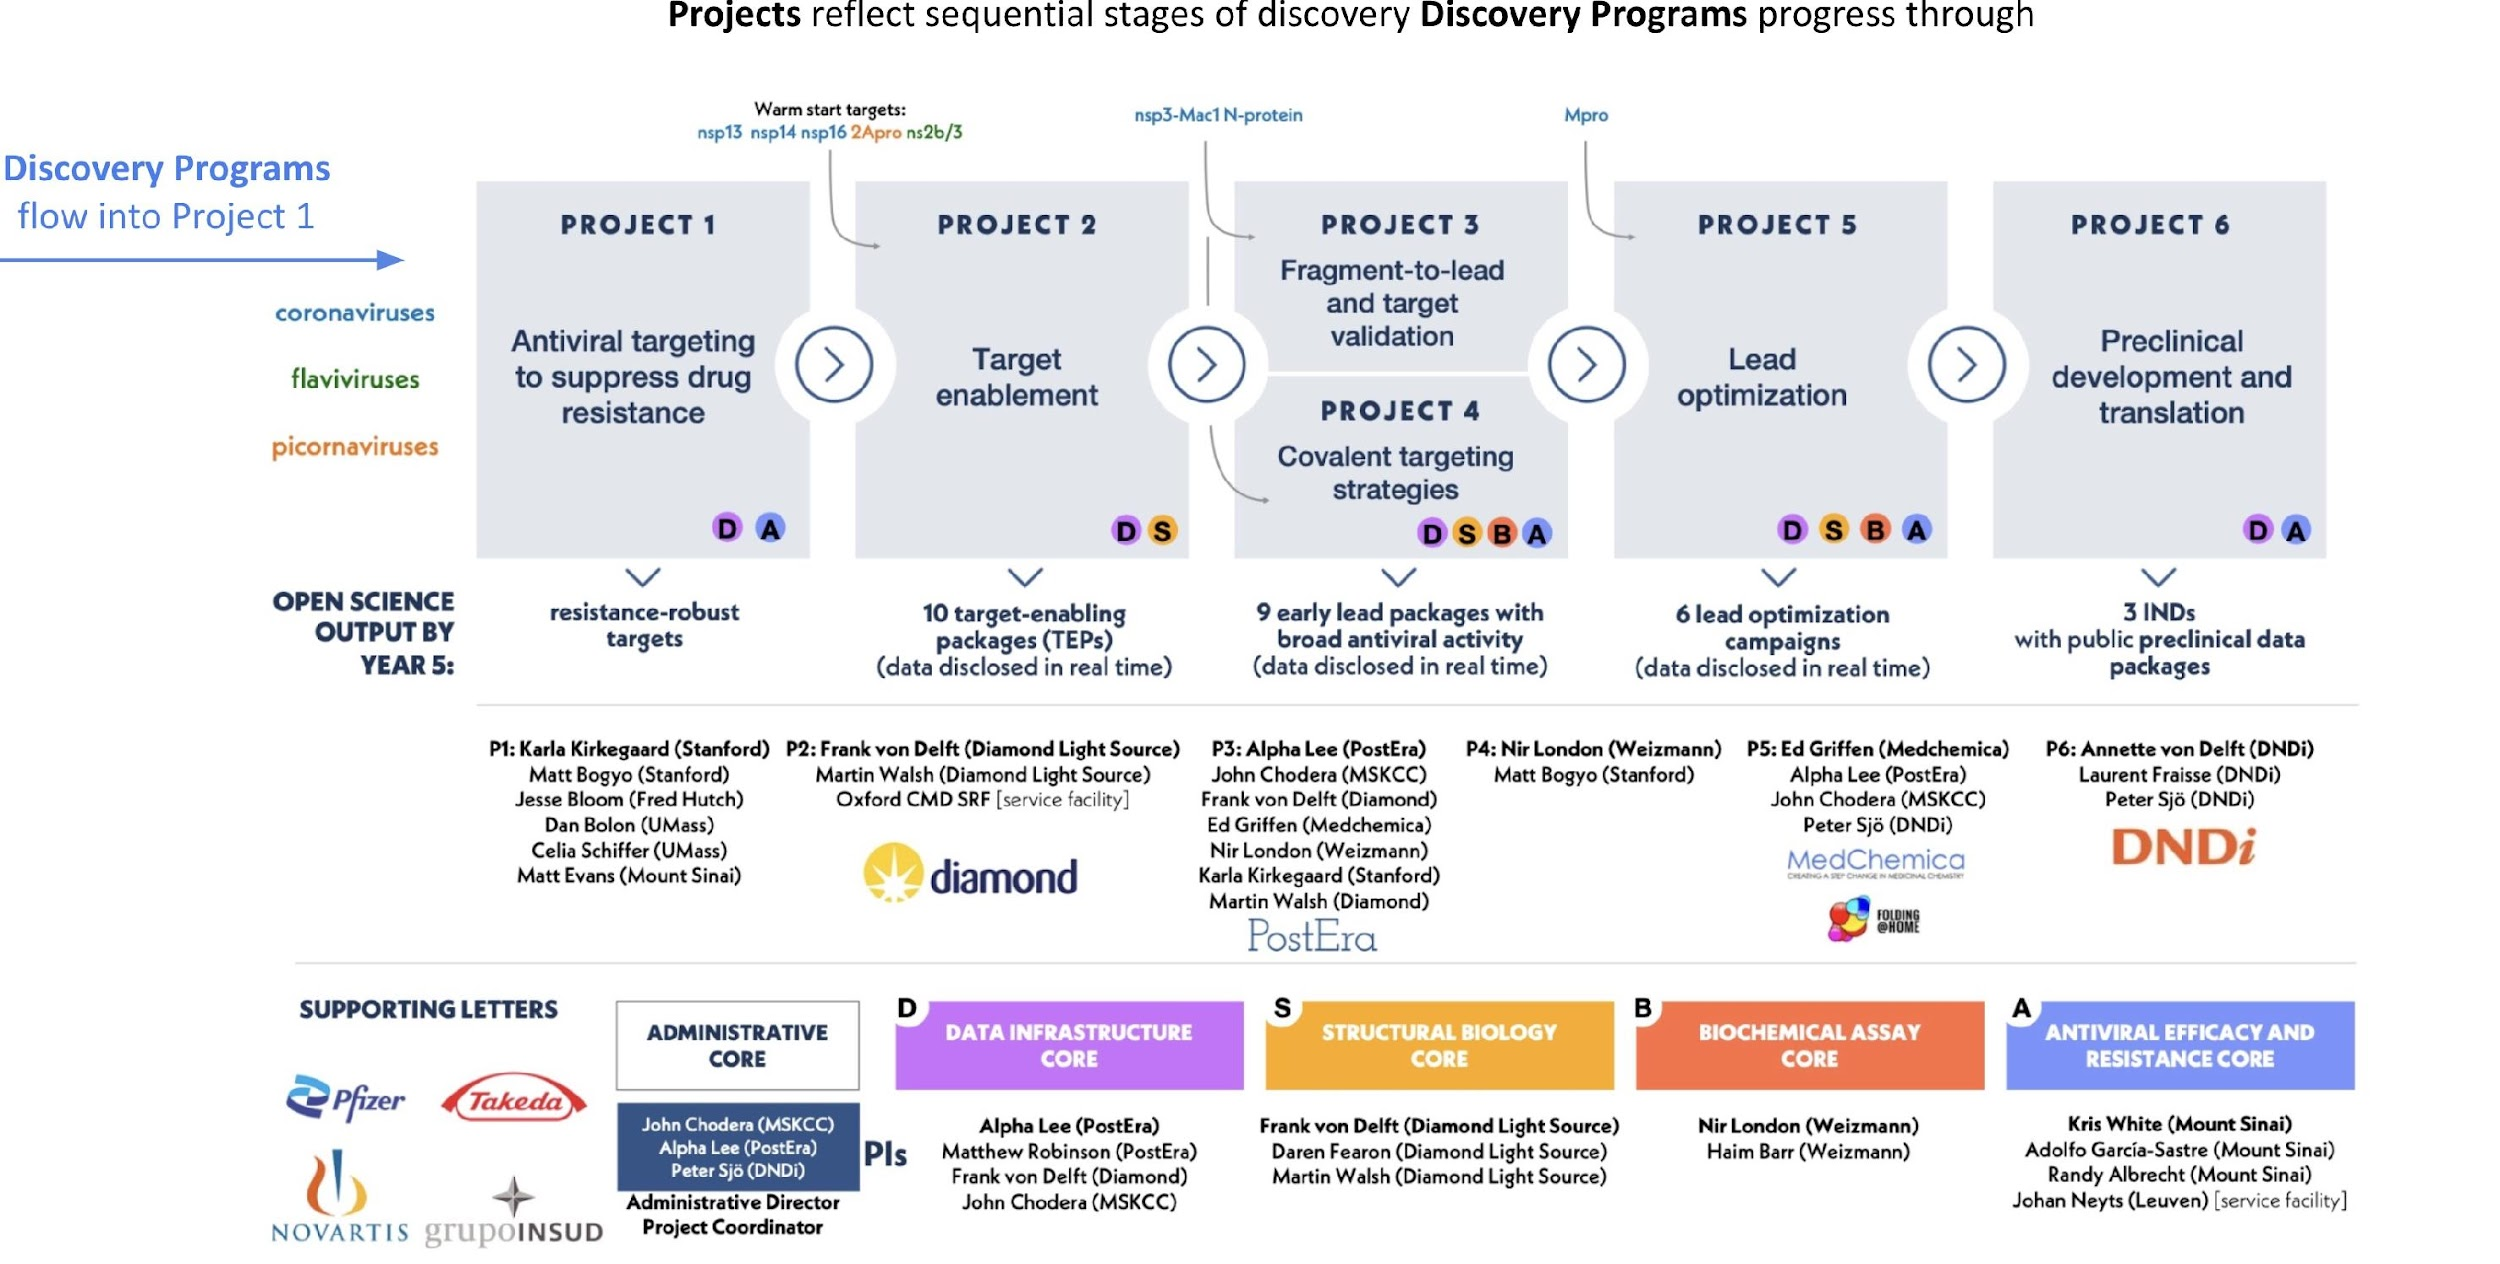 Projects reflect sequential stages of discovery Discovery Programs progress through
Warm start targets:
nsp13 nsp14 nsp16 2Apro ns2b/3
nsp3-Mac1 N-protein
Mpro
Discovery Programs
flow into Project 1
coronaviruses
flaviviruses
picornaviruses
PROJECT 1
Antiviral targeting
to suppress drug
resistance
D A
PROJECT 2
Target
enablement
D S
PROJECT 3
Fragment-to-lead
and target
validation
PROJECT 4
Covalent targeting
strategies
D S B A
PROJECT 5
Lead
optimization
D S B A
PROJECT 6
Preclinical
development and
translation
D A
OPEN SCIENCE
OUTPUT BY
YEAR 5:
resistance-robust
targets
10 target-enabling
packages (TEPs)
(data disclosed in real time)
9 early lead packages with
broad antiviral activity
(data disclosed in real time)
6 lead optimization
campaigns
(data disclosed in real time)
3 INDs
with public preclinical data
packages
P1: Karla Kirkegaard (Stanford)
Matt Bogyo (Stanford)
Jesse Bloom (Fred Hutch)
Dan Bolon (UMass)
Celia Schiffer (UMass)
Matt Evans (Mount Sinai)
P2: Frank von Delft (Diamond Light Source)
Martin Walsh (Diamond Light Source)
Oxford CMD SRF [service facility]
diamond
P3: Alpha Lee (PostEra)
John Chodera (MSKCC)
Frank von Delft (Diamond)
Ed Griffen (Medchemica)
Nir London (Weizmann)
Karla Kirkegaard (Stanford)
Martin Walsh (Diamond)
PostEra
P4: Nir London (Weizmann)
Matt Bogyo (Stanford)
P5: Ed Griffen (Medchemica)
Alpha Lee (PostEra)
John Chodera (MSKCC)
Peter Sjö (DNDi)
MedChemica
CREATING A STEP CHANGE IN MEDICINAL CHEMISTRY
FOLDING
@HOME
P6: Annette von Delft (DNDi)
Laurent Fraisse (DNDi)
Peter Sjö (DNDi)
DNDi
SUPPORTING LETTERS
Pfizer
Takeda
NOVARTIS
grupoINSUD
ADMINISTRATIVE
CORE
John Chodera (MSKCC)
Alpha Lee (PostEra)
Peter Sjö (DNDi)
PIs
Administrative Director
Project Coordinator
D
DATA INFRASTRUCTURE
CORE
Alpha Lee (PostEra)
Matthew Robinson (PostEra)
Frank von Delft (Diamond)
John Chodera (MSKCC)
S
STRUCTURAL BIOLOGY
CORE
Frank von Delft (Diamond Light Source)
Daren Fearon (Diamond Light Source)
Martin Walsh (Diamond Light Source)
B
BIOCHEMICAL ASSAY
CORE
Nir London (Weizmann)
Haim Barr (Weizmann)
A
ANTIVIRAL EFFICACY AND
RESISTANCE CORE
Kris White (Mount Sinai)
Adolfo García-Sastre (Mount Sinai)
Randy Albrecht (Mount Sinai)
Johan Neyts (Leuven) [service facility]